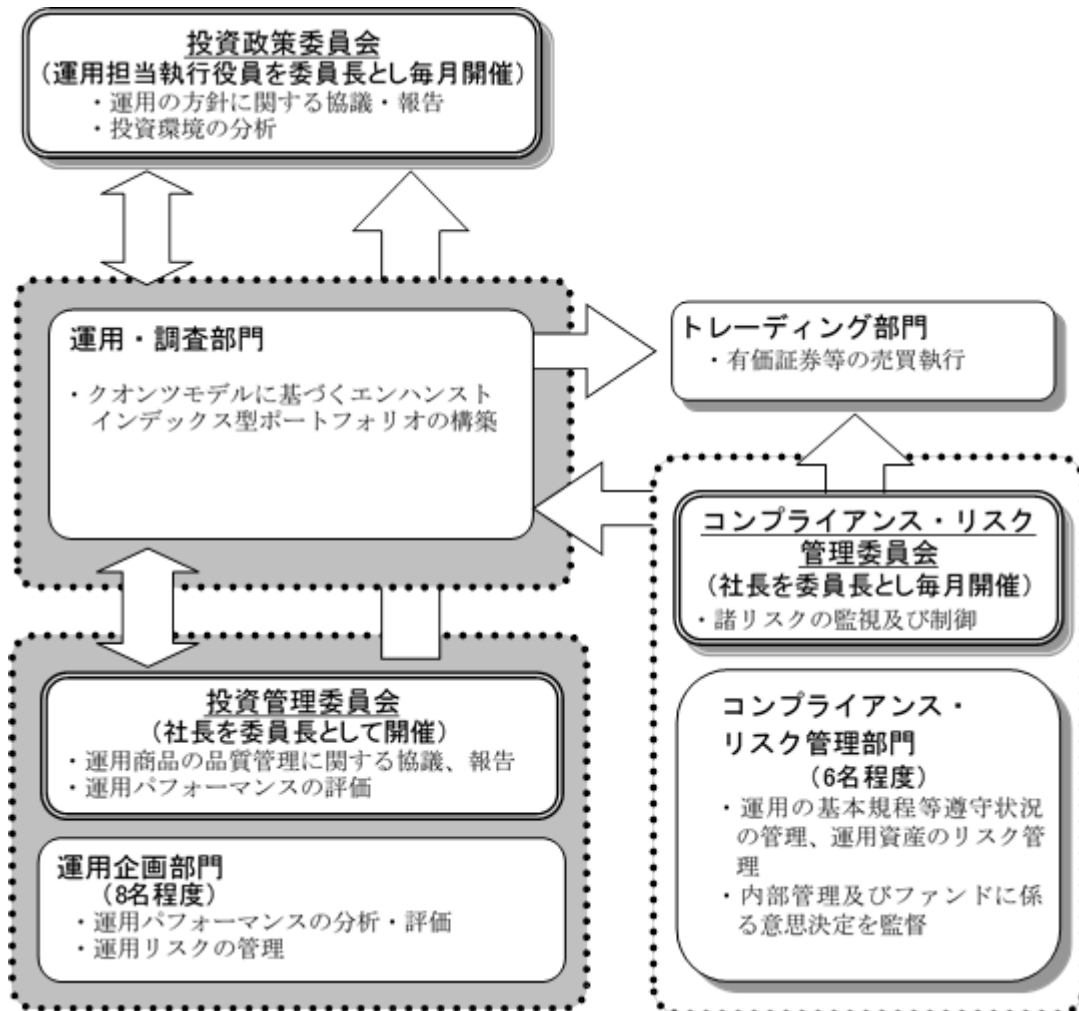 投資政策委員会
(運用担当執行役員を委員長とし毎月開催)
・運用の方針に関する協議・報告
・投資環境の分析
運用・調査部門
・クオンツモデルに基づくエンハンスト
インデックス型ポートフォリオの構築
トレーディング部門
・有価証券等の売買執行
コンプライアンス・リスク
管理委員会
(社長を委員長とし毎月開催)
・諸リスクの監視及び制御
投資管理委員会
(社長を委員長として開催)
・運用商品の品質管理に関する協議、報告
・運用パフォーマンスの評価
運用企画部門
(8名程度)
・運用パフォーマンスの分析・評価
・運用リスクの管理
コンプライアンス・
リスク管理部門
(6名程度)
・運用の基本規程等遵守状況
の管理、運用資産のリスク管
理
・内部管理及びファンドに係
る意思決定を監督